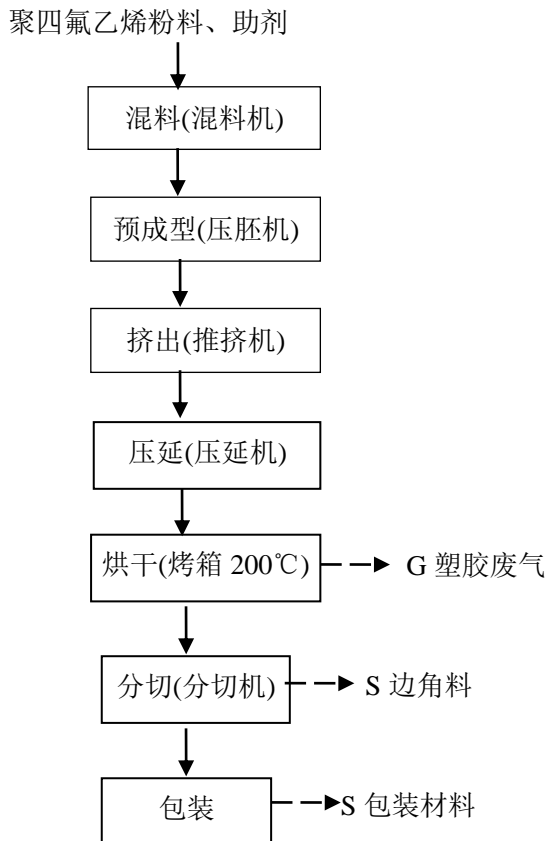 聚四氟乙烯粉料、助剂
混料(混料机)
预成型(压胚机)
挤出(推挤机)
压延(压延机)
烘干(烤箱 200℃)
G 塑胶废气
分切(分切机)
S 边角料
包装
S 包装材料